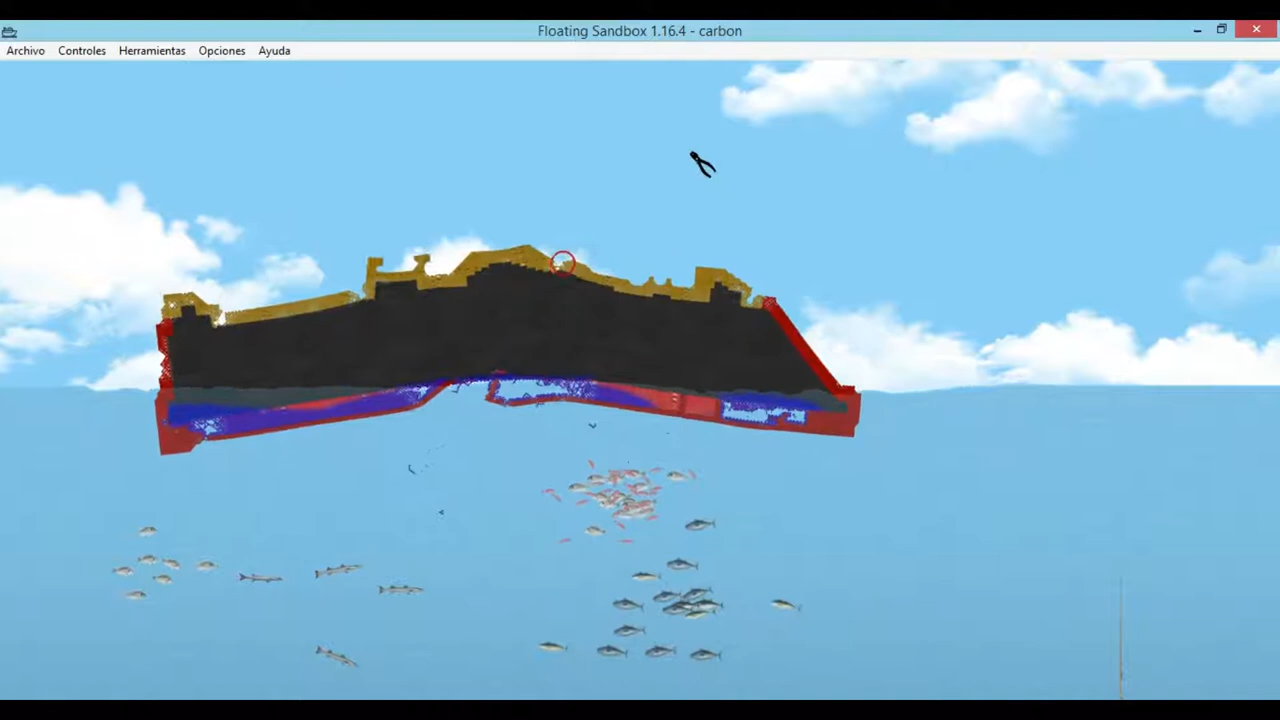 Floating Sandbox 1.16.4 - carbon
Archivo Controles Herramientas Opciones Ayuda